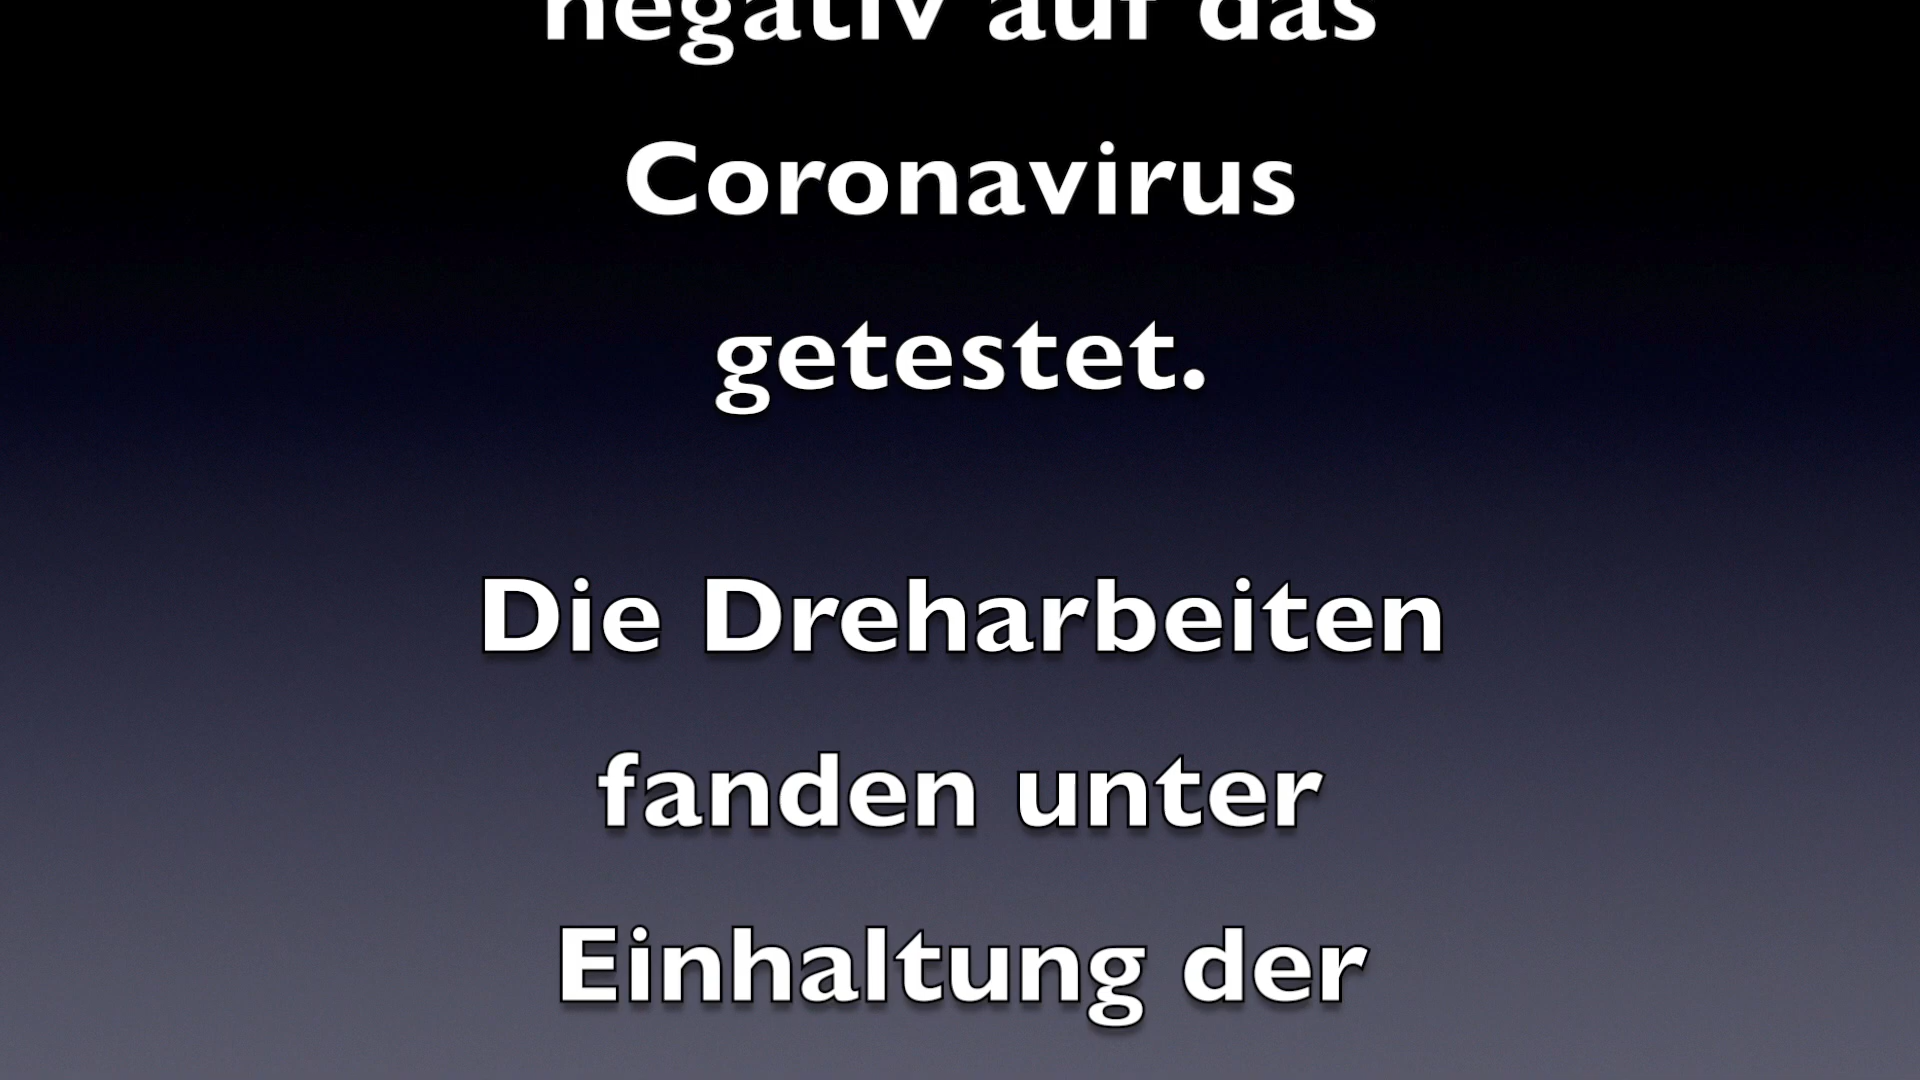 negativ auf das
Coronavirus
getestet.
Die Dreharbeiten
fanden unter
Einhaltung der